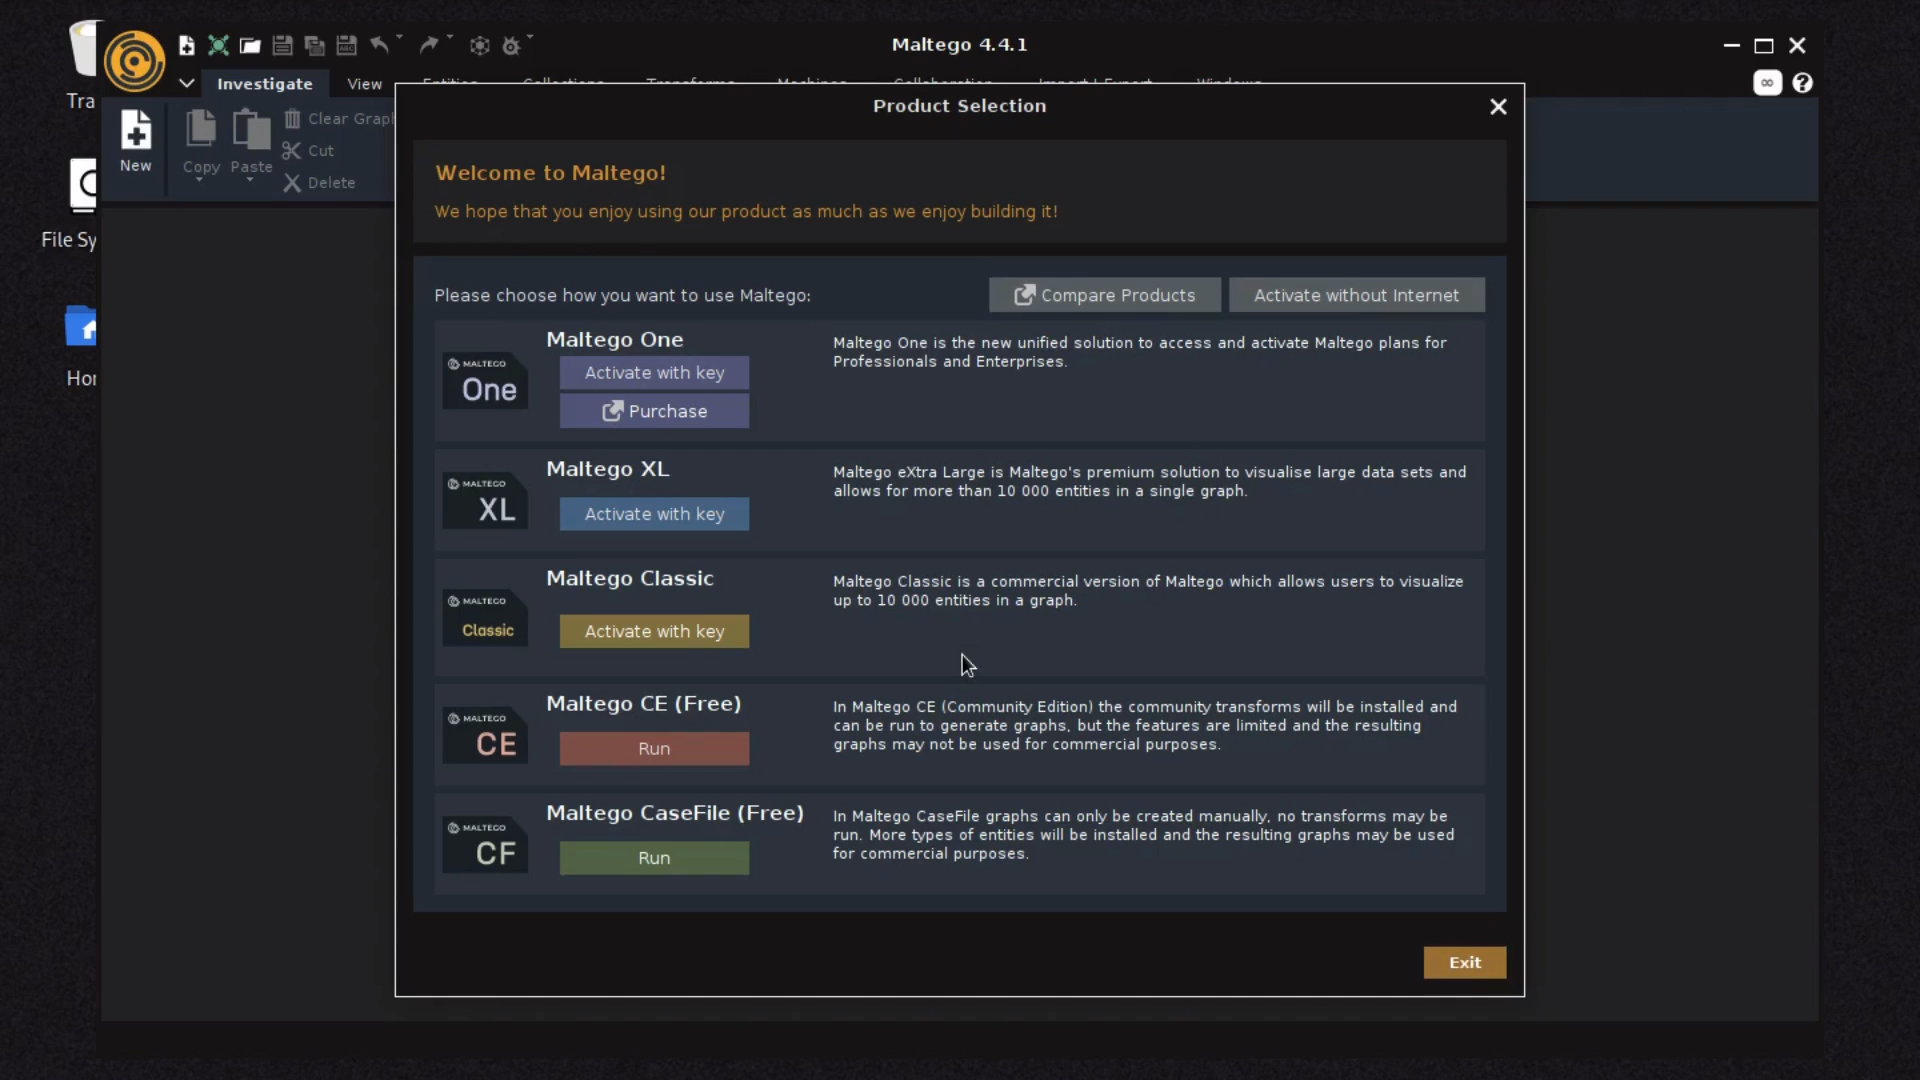 Maltego 4.4.1
Investigate
View
Entities
Collections
Transforms
Machines
Collaboration
Import | Export
Windows
New
Copy
Paste
Clear Grap
Cut
Delete
Tra
File Sy
Hor
Product Selection
Welcome to Maltego!
We hope that you enjoy using our product as much as we enjoy building it!
Please choose how you want to use Maltego:
Compare Products
Activate without Internet
MALTEGO
One
Maltego One
Activate with key
Purchase
Maltego One is the new unified solution to access and activate Maltego plans for
Professionals and Enterprises.
MALTEGO
XL
Maltego XL
Activate with key
Maltego eXtra Large is Maltego's premium solution to visualise large data sets and
allows for more than 10 000 entities in a single graph.
MALTEGO
Classic
Maltego Classic
Activate with key
Maltego Classic is a commercial version of Maltego which allows users to visualize
up to 10 000 entities in a graph.
MALTEGO
CE
Maltego CE (Free)
Run
In Maltego CE (Community Edition) the community transforms will be installed and
can be run to generate graphs, but the features are limited and the resulting
graphs may not be used for commercial purposes.
MALTEGO
CF
Maltego CaseFile (Free)
Run
In Maltego CaseFile graphs can only be created manually, no transforms may be
run. More types of entities will be installed and the resulting graphs may be used
for commercial purposes.
Exit